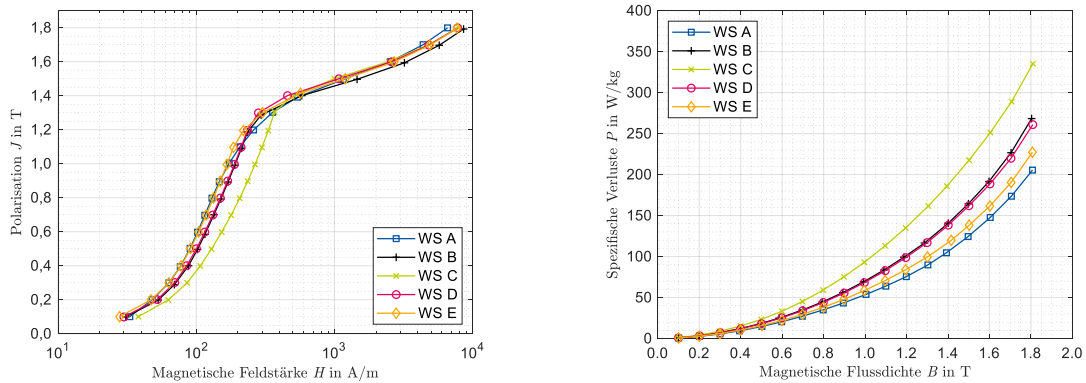 1,8
1,6
1,4
1,2
1,0
0,8
0,6
0,4
0,2
0,0
Polarisation J in T
10¹ 10² 10³ 10⁴
Magnetische Feldstärke H in A/m
WS A
WS B
WS C
WS D
WS E
400
350
300
250
200
150
100
50
0
Spezifische Verluste P in W/kg
0.0 0.2 0.4 0.6 0.8 1.0 1.2 1.4 1.6 1.8 2.0
Magnetische Flussdichte B in T
WS A
WS B
WS C
WS D
WS E